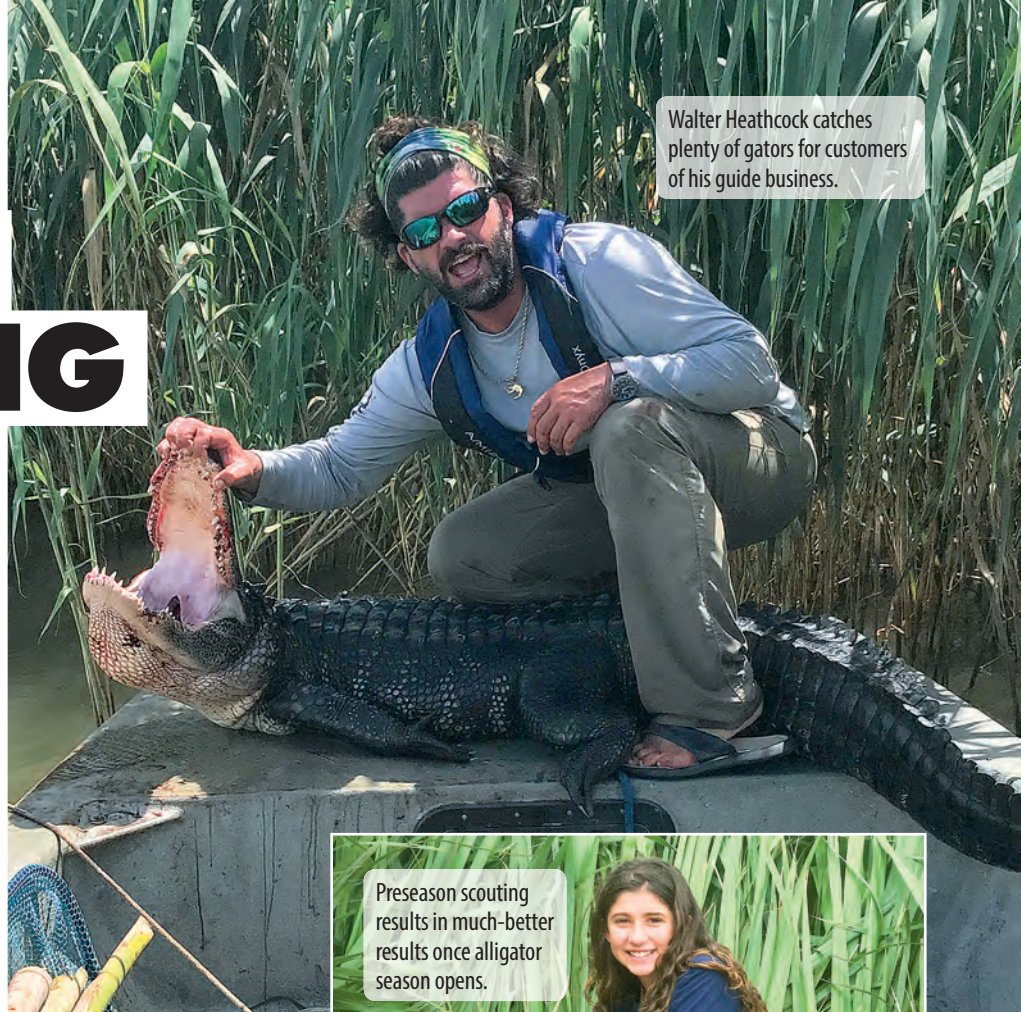 Walter Heathcock catches
plenty of gators for customers
of his guide business.
IG
onyx
Preseason scouting
results in much-better
results once alligator
season opens.